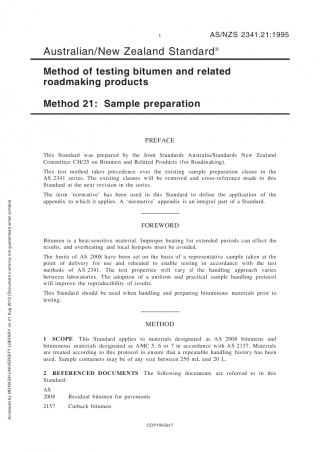 1
AS/NZS 2341.21:1995
Australian/New Zealand Standard®
Method of testing bitumen and related
roadmaking products
Method 21: Sample preparation
PREFACE
This Standard was prepared by the Joint Standards Australia/Standards New Zealand
Committee CH/25 on Bitumen and Related Products (for Roadmaking).
This test method takes precedence over the existing sample preparation clause in the
AS 2341 series. The existing clauses will be removed and cross-reference made to this
Standard at the next revision in the series.
The term 'normative' has been used in this Standard to define the application of the
appendix to which it applies. A 'normative' appendix is an integral part of a Standard.
FOREWORD
Bitumen is a heat-sensitive material. Improper heating for extended periods can affect the
results, and overheating and local hotspots must be avoided.
The limits of AS 2008 have been set on the basis of a representative sample taken at the
point of delivery for use and reheated to enable testing in accordance with the test
methods of AS 2341. The test properties will vary if the handling approach varies
between laboratories. The adoption of a uniform and practical sample handling protocol
will improve the reproducibility of results.
This Standard should be used when handling and preparing bituminous materials prior to
testing.
METHOD
1 SCOPE This Standard applies to materials designated as AS 2008 bitumens and
bituminous materials designated as AMC 5, 6 or 7 in accordance with AS 2157. Materials
are treated according to this protocol to ensure that a repeatable handling history has been
used. Sample containers may be of any size between 250 mL and 20 L.
2 REFERENCED DOCUMENTS The following documents are referred to in this
Standard:
AS
2008 Residual bitumen for pavements
2157 Cutback bitumen
COPYRIGHT
Accessed by MONASH UNIVERSITY LIBRARY on 21 Aug 2013 (Document currency not guaranteed when printed)